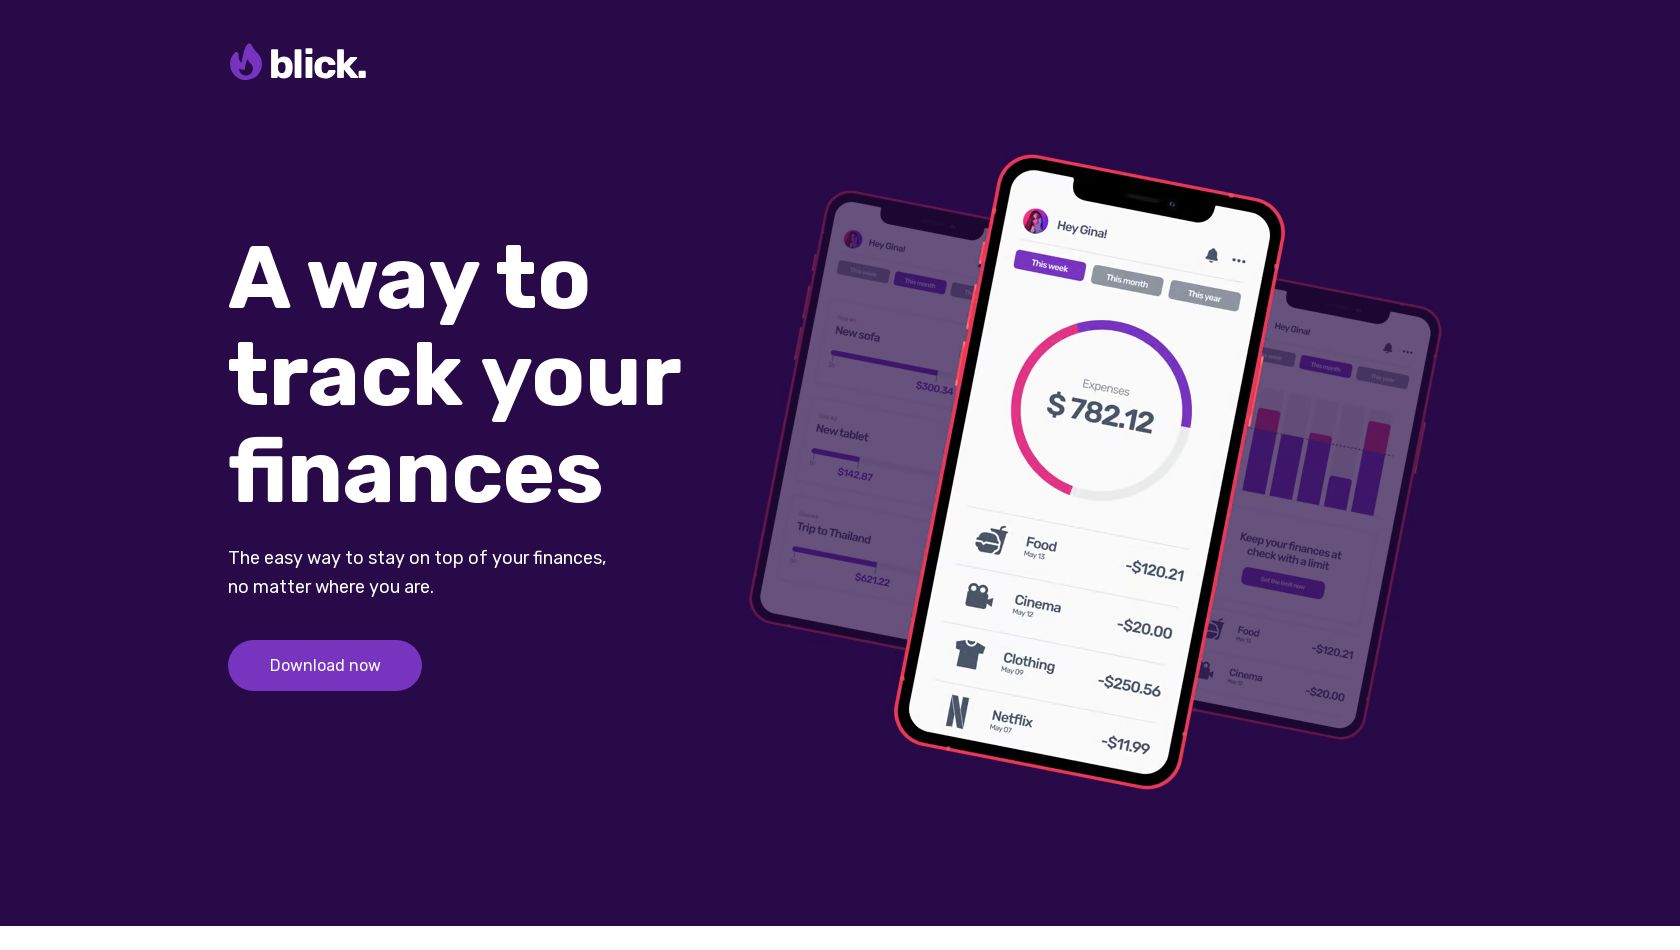 blick.
A way to
track your
finances
The easy way to stay on top of your finances,
no matter where you are.
Download now
Hey Gina!
This week
This month
New sofa
$300.34
New tablet
$142.87
Trip to Thailand
$621.22
Hey Gina!
This week This month This year
Expenses
$ 782.12
Food
May 13
-$120.21
Cinema
May 12
-$20.00
Clothing
May 09
-$250.56
Netflix
May 07
-$11.99
Hey Gina!
This month This year
Keep your finances at
check with a limit
Set the limit now
Food
May 13
-$120.21
Cinema
May 12
-$20.00